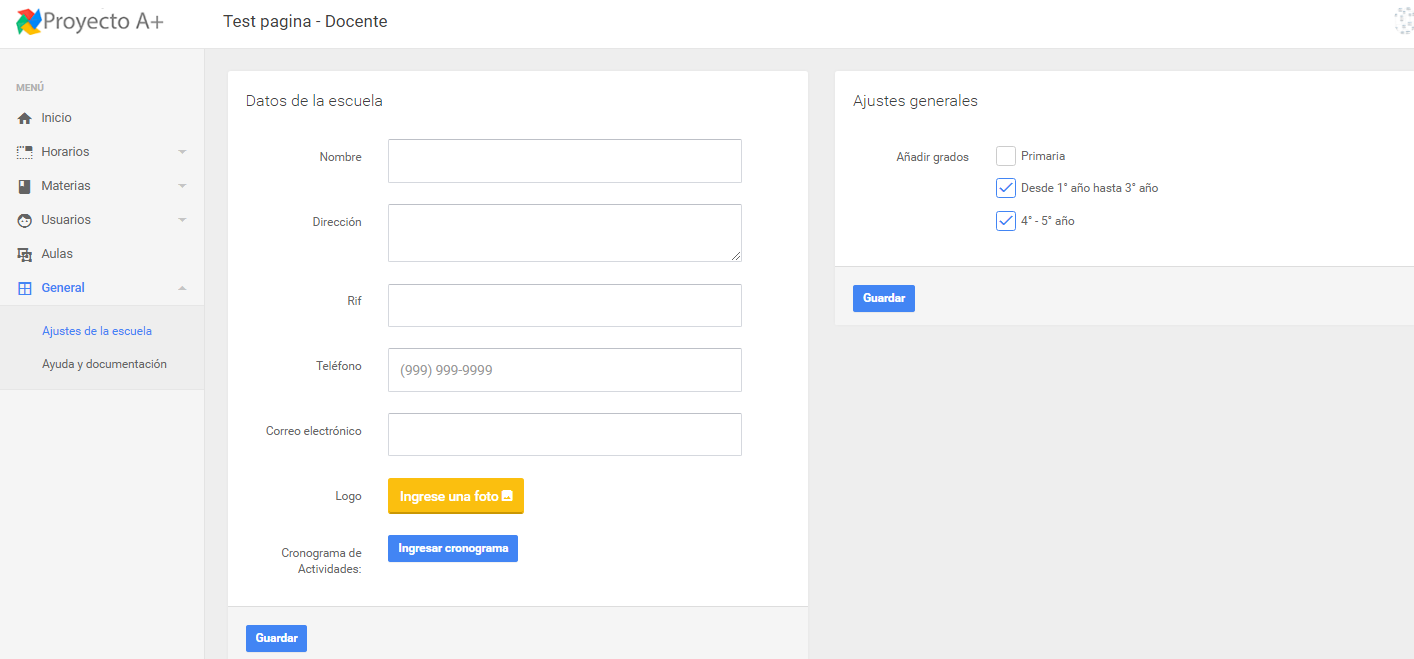 Proyecto A+
Test pagina - Docente
MENÚ
Inicio
Horarios
Materias
Usuarios
Aulas
General
Ajustes de la escuela
Ayuda y documentación
Datos de la escuela
Nombre
Dirección
Rif
Teléfono
(999) 999-9999
Correo electrónico
Logo
Ingrese una foto
Cronograma de
Actividades:
Ingresar cronograma
Guardar
Ajustes generales
Añadir grados
Primaria
Desde 1° año hasta 3° año
4° - 5° año
Guardar